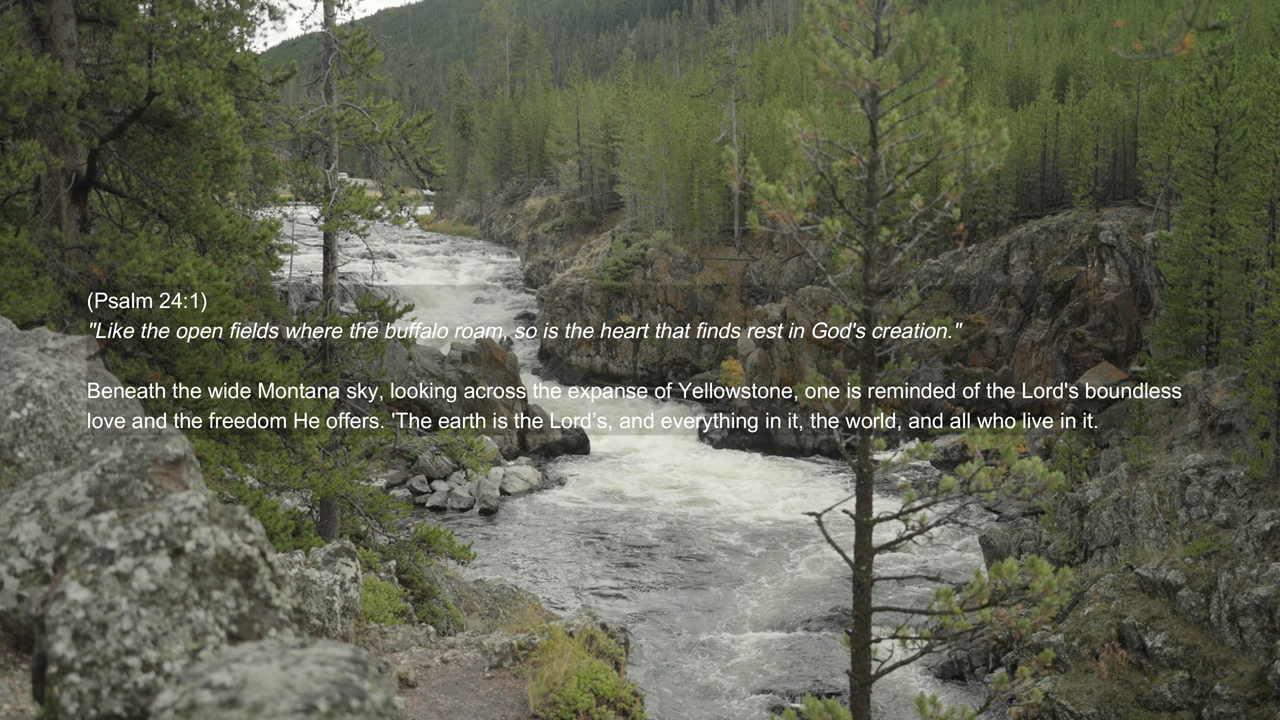 (Psalm 24:1)
"Like the open fields where the buffalo roam, so is the heart that finds rest in God's creation."
Beneath the wide Montana sky, looking across the expanse of Yellowstone, one is reminded of the Lord's boundless
love and the freedom He offers. 'The earth is the Lord’s, and everything in it, the world, and all who live in it.